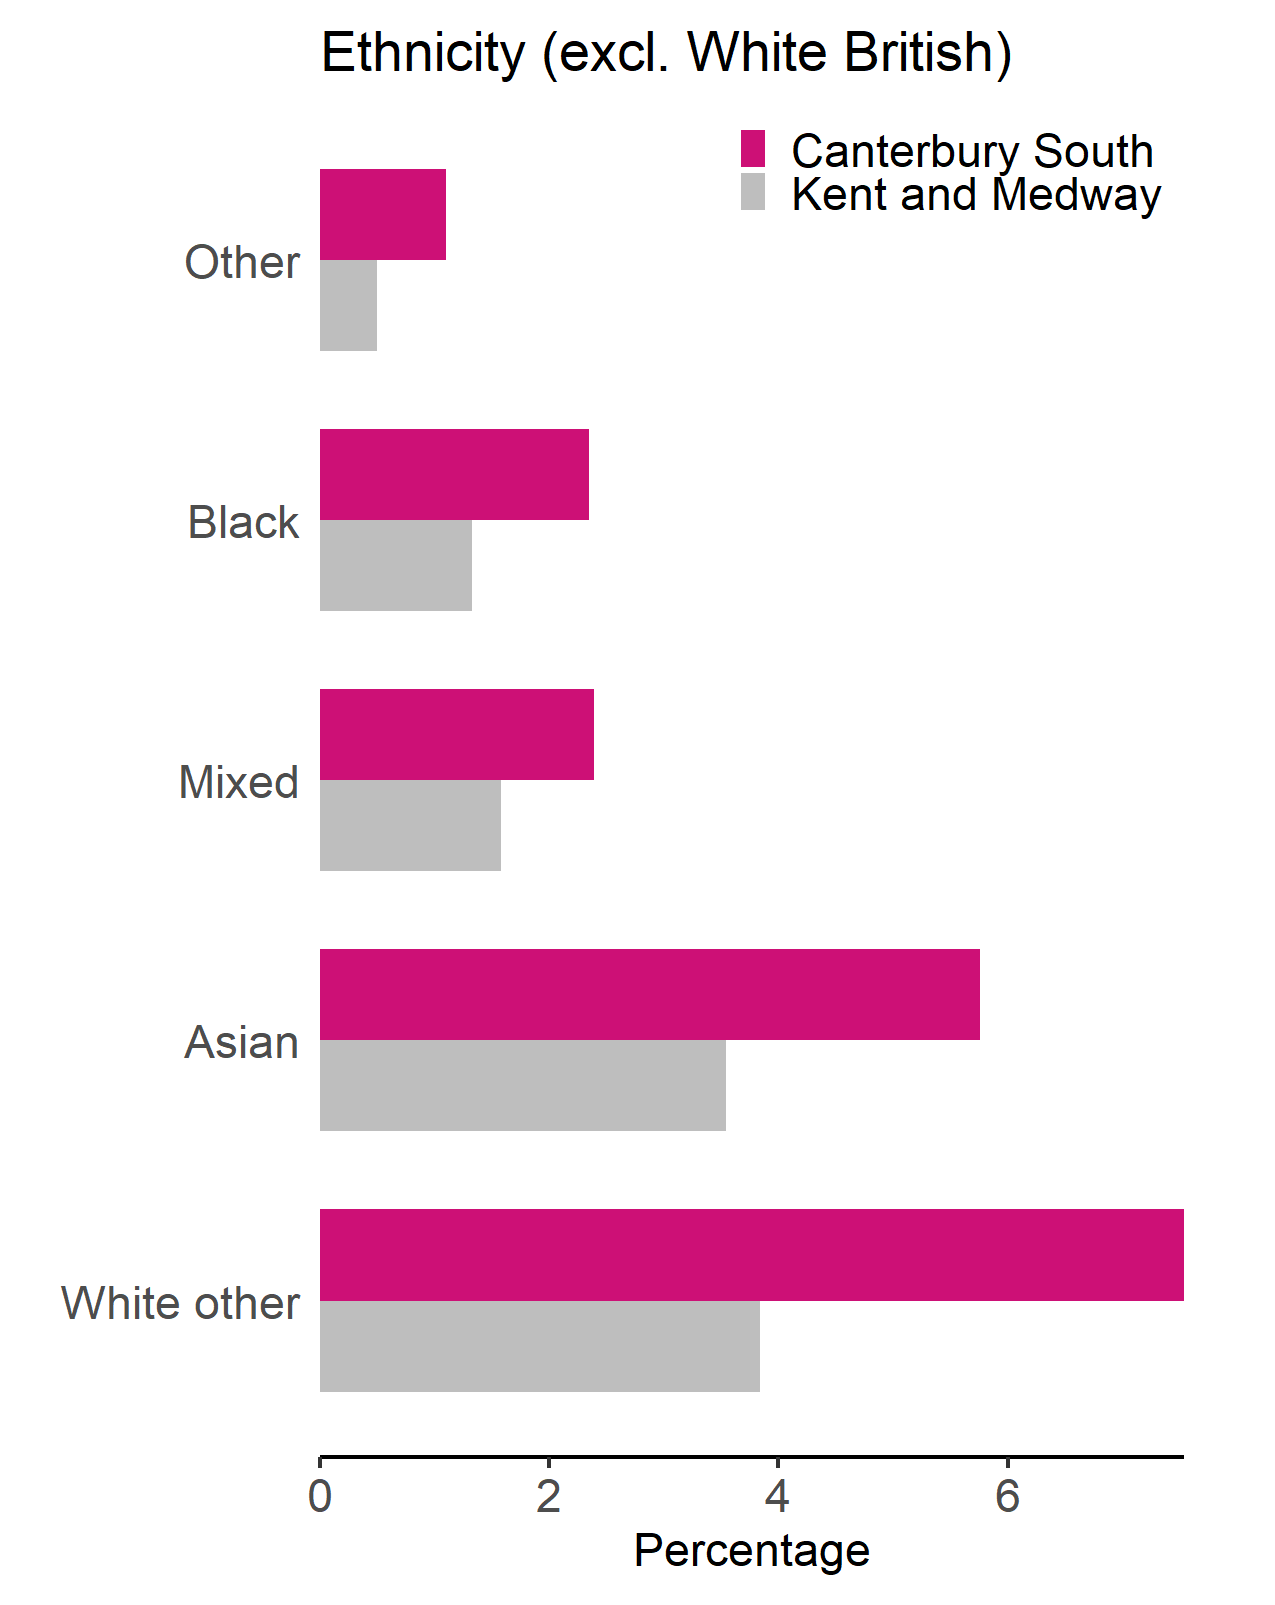 Ethnicity (excl. White British)
Canterbury South
Kent and Medway
Other
Black
Mixed
Asian
White other
0 2 4 6
Percentage